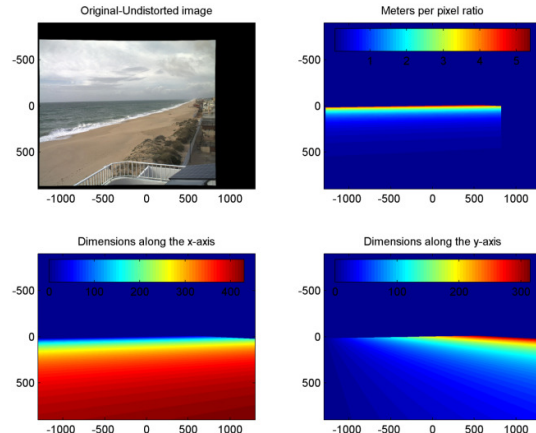 Original-Undistorted image
Meters per pixel ratio
-500
0
500
-1000 -500 0 500 1000
-500
0
500
1 2 3 4 5
-1000 -500 0 500 1000
Dimensions along the x-axis
Dimensions along the y-axis
-500
0
500
0 100 200 300 400
-1000 -500 0 500 1000
-500
0
500
0 100 200 300
-1000 -500 0 500 1000